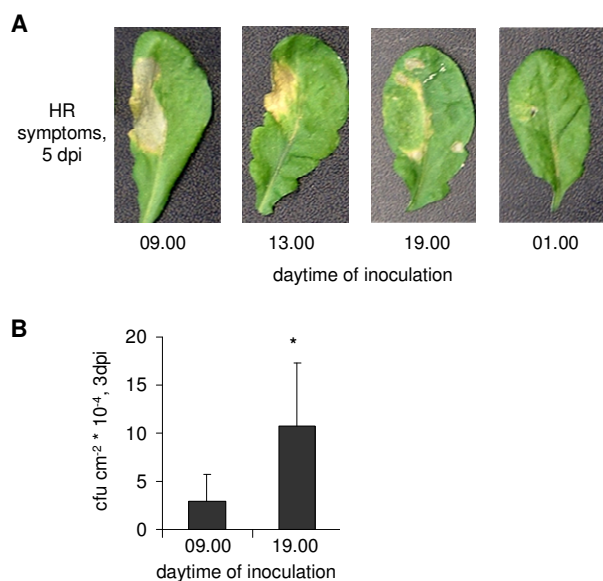 A
HR
symptoms,
5 dpi
09.00 13.00 19.00 01.00
daytime of inoculation
B
cfu cm⁻² * 10⁻⁴, 3dpi
20
15
10
5
0
*
09.00 19.00
daytime of inoculation